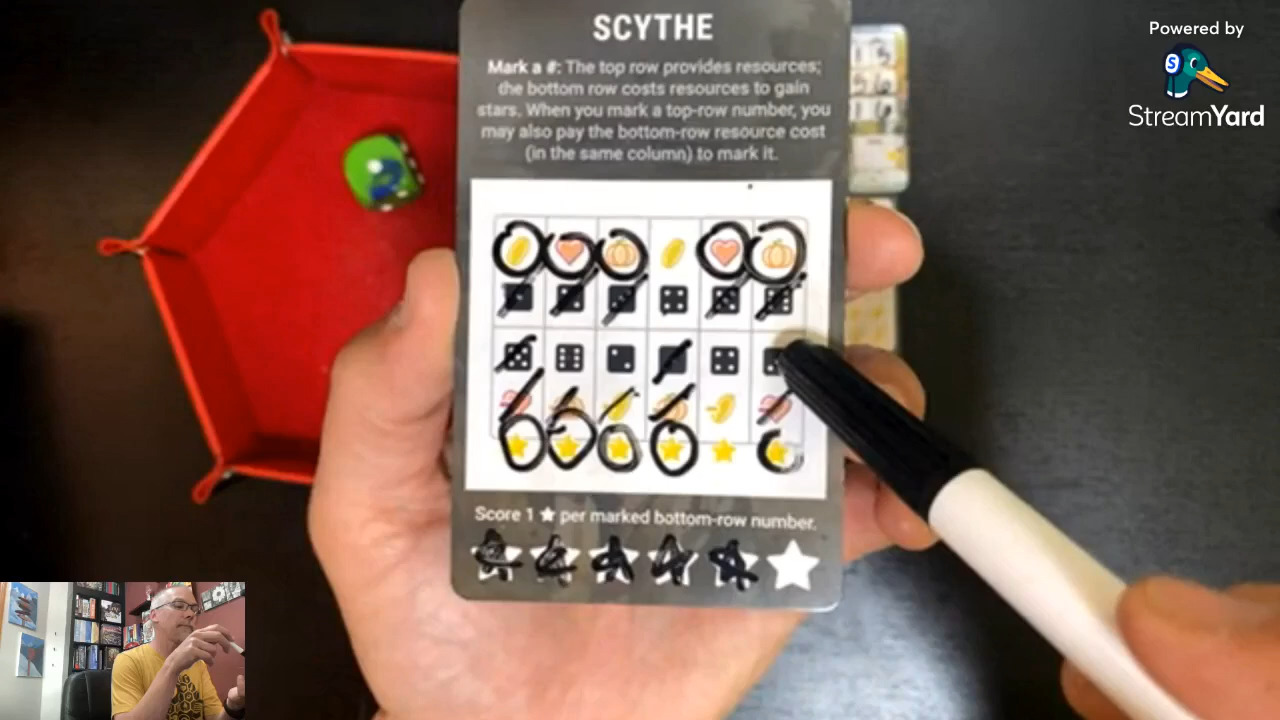 SCYTHE
Powered by
S
StreamYard
Mark a #: The top row provides resources;
the bottom row costs resources to gain
stars. When you mark a top-row number, you
may also pay the bottom-row resource cost
(in the same column) to mark it.
Score 1 ★ per marked bottom-row number.